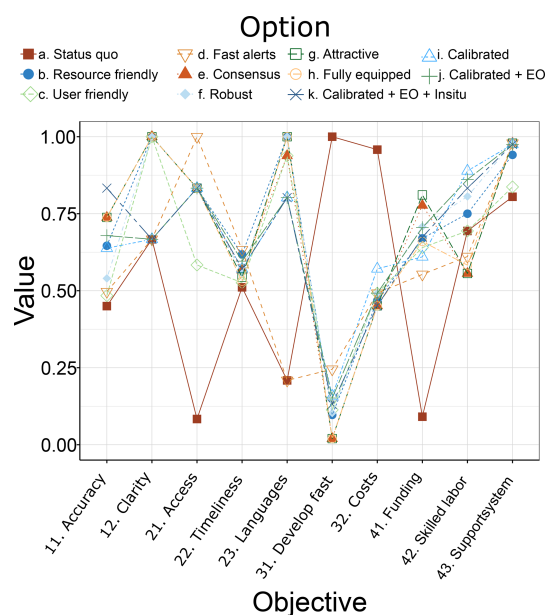 Option
a. Status quo d. Fast alerts g. Attractive i. Calibrated
b. Resource friendly e. Consensus h. Fully equipped j. Calibrated + EO
c. User friendly f. Robust k. Calibrated + EO + Insitu
1.00
0.75
0.50
0.25
0.00
Value
11. Accuracy
12. Clarity
21. Access
22. Timeliness
23. Languages
31. Develop fast
32. Costs
41. Funding
42. Skilled labor
43. Supportsystem
Objective